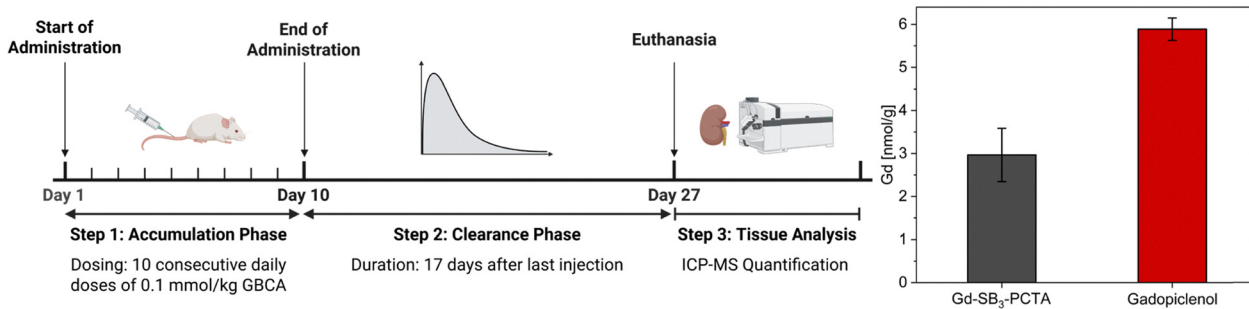 Start of
Administration
End of
Administration
Euthanasia
Day 1
Day 10
Day 27
Step 1: Accumulation Phase
Dosing: 10 consecutive daily
doses of 0.1 mmol/kg GBCA
Step 2: Clearance Phase
Duration: 17 days after last injection
Step 3: Tissue Analysis
ICP-MS Quantification
Gd [nmol/g]
6
5
4
3
2
1
0
Gd-SB₃-PCTA
Gadopiclenol